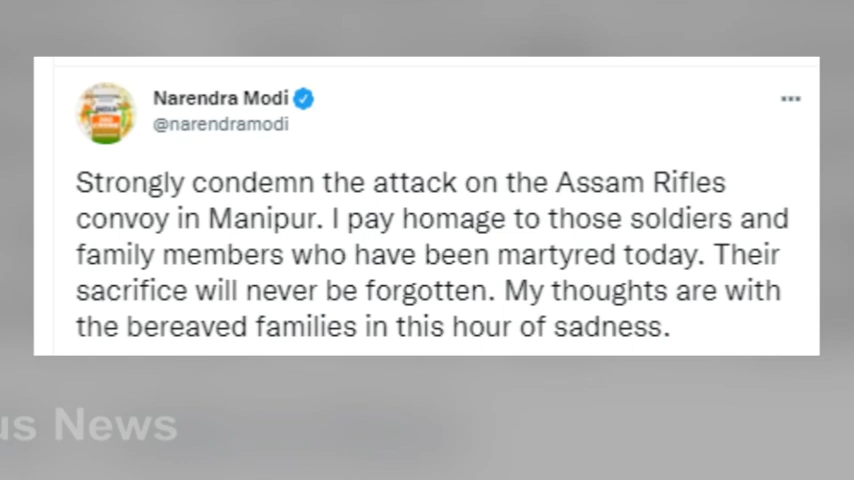 Narendra Modi
@narendramodi
Strongly condemn the attack on the Assam Rifles
convoy in Manipur. I pay homage to those soldiers and
family members who have been martyred today. Their
sacrifice will never be forgotten. My thoughts are with
the bereaved families in this hour of sadness.
us News